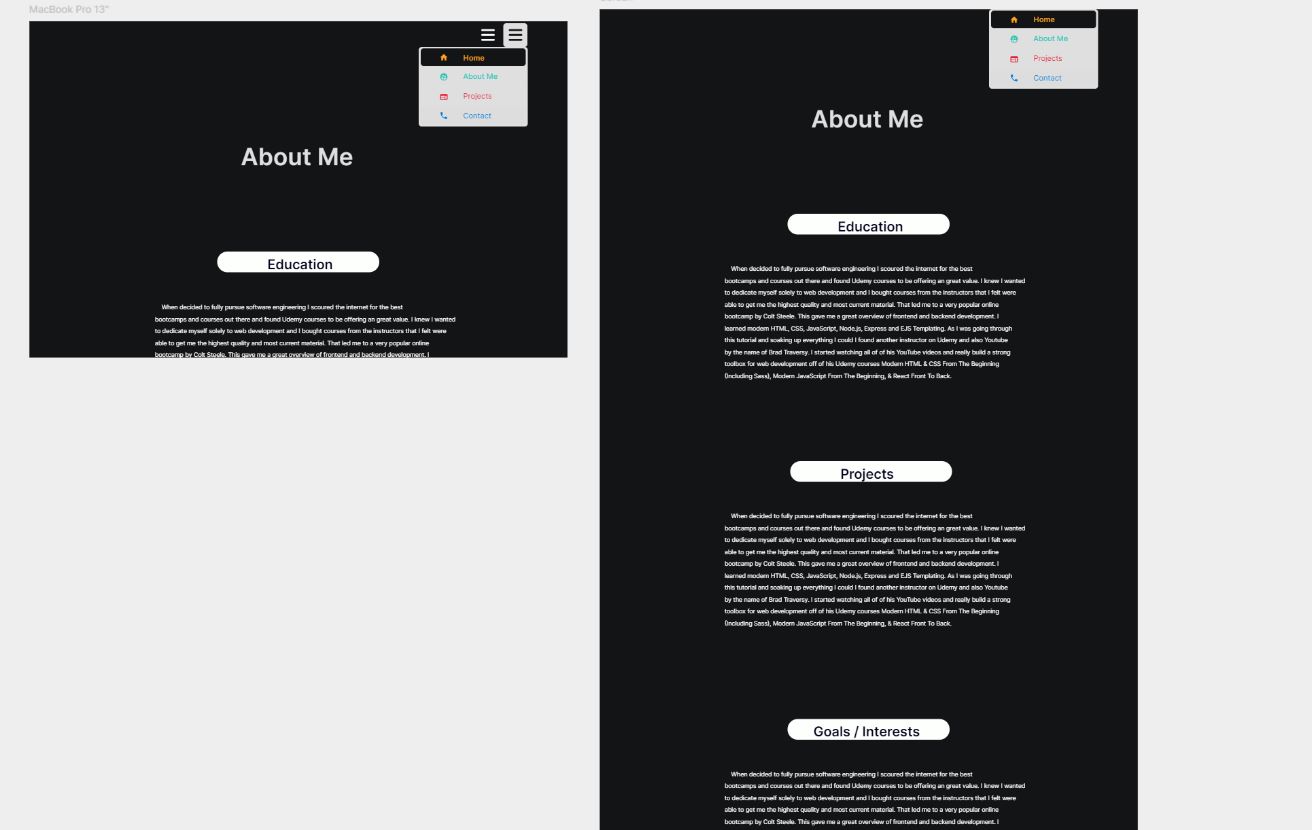 MacBook Pro 13"
Home
About Me
Projects
Contact
About Me
Education
When decided to fully pursue software engineering I scoured the internet for the best
bootcamps and courses out there and found Udemy courses to be offering an great value. I knew I wanted
to dedicate myself solely to web development and I bought courses from the instructors that I felt were
able to get me the highest quality and most current material. That led me to a very popular online
bootcamp by Colt Steele. This gave me a great overview of frontend and backend development. I
Home
About Me
Projects
Contact
About Me
Education
When decided to fully pursue software engineering I scoured the internet for the best
bootcamps and courses out there and found Udemy courses to be offering an great value. I knew I wanted
to dedicate myself solely to web development and I bought courses from the instructors that I felt were
able to get me the highest quality and most current material. That led me to a very popular online
bootcamp by Colt Steele. This gave me a great overview of frontend and backend development. I
learned modern HTML, CSS, JavaScript, Node.js, Express and EJS Templating. As I was going through
this tutorial and soaking up everything I could I found another instructor on Udemy and also Youtube
by the name of Brad Traversy. I started watching all of of his YouTube videos and really build a strong
toolbox for web development off of his Udemy courses Modern HTML & CSS From The Beginning
(Including Sass), Modern JavaScript From The Beginning, & React Front To Back.
Projects
When decided to fully pursue software engineering I scoured the internet for the best
bootcamps and courses out there and found Udemy courses to be offering an great value. I knew I wanted
to dedicate myself solely to web development and I bought courses from the instructors that I felt were
able to get me the highest quality and most current material. That led me to a very popular online
bootcamp by Colt Steele. This gave me a great overview of frontend and backend development. I
learned modern HTML, CSS, JavaScript, Node.js, Express and EJS Templating. As I was going through
this tutorial and soaking up everything I could I found another instructor on Udemy and also Youtube
by the name of Brad Traversy. I started watching all of of his YouTube videos and really build a strong
toolbox for web development off of his Udemy courses Modern HTML & CSS From The Beginning
(Including Sass), Modern JavaScript From The Beginning, & React Front To Back.
Goals / Interests
When decided to fully pursue software engineering I scoured the internet for the best
bootcamps and courses out there and found Udemy courses to be offering an great value. I knew I wanted
to dedicate myself solely to web development and I bought courses from the instructors that I felt were
able to get me the highest quality and most current material. That led me to a very popular online
bootcamp by Colt Steele. This gave me a great overview of frontend and backend development. I